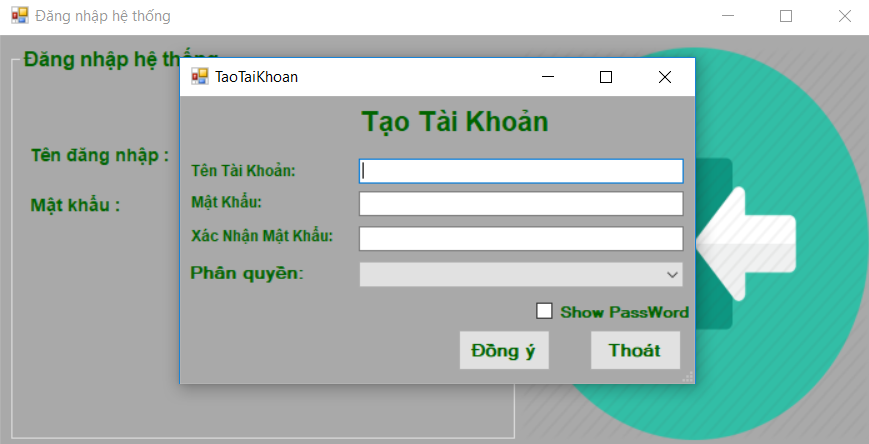 Đăng nhập hệ thống
Đăng nhập hệ thống
TaoTaiKhoan
Tạo Tài Khoản
Tên đăng nhập :
Mật khẩu :
Tên Tài Khoản:
Mật Khẩu:
Xác Nhận Mật Khẩu:
Phân quyền:
Show PassWord
Đồng ý
Thoát